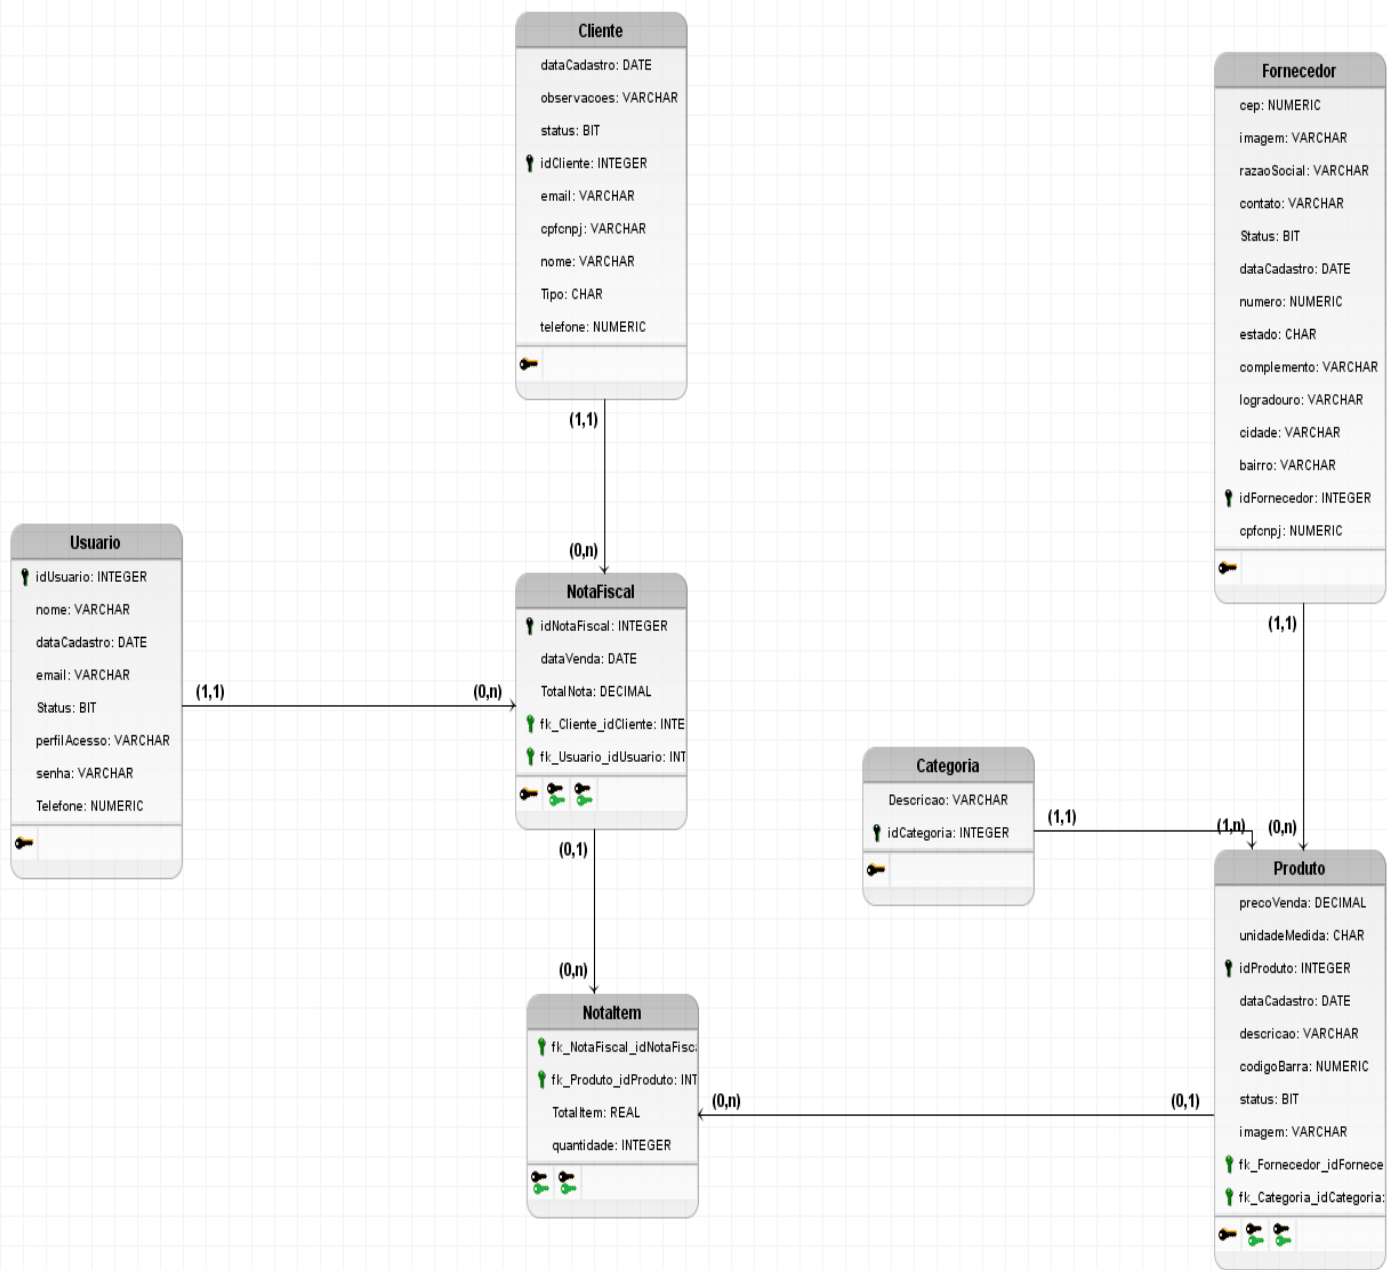 Cliente
dataCadastro: DATE
observacoes: VARCHAR
status: BIT
idCliente: INTEGER
email: VARCHAR
cpfcnpj: VARCHAR
nome: VARCHAR
Tipo: CHAR
telefone: NUMERIC
(1,1)
(0,n)
Fornecedor
cep: NUMERIC
imagem: VARCHAR
razaoSocial: VARCHAR
contato: VARCHAR
Status: BIT
dataCadastro: DATE
numero: NUMERIC
estado: CHAR
complemento: VARCHAR
logradouro: VARCHAR
cidade: VARCHAR
bairro: VARCHAR
idFornecedor: INTEGER
cpfcnpj: NUMERIC
(1,1)
(0,n)
Usuario
idUsuario: INTEGER
nome: VARCHAR
dataCadastro: DATE
email: VARCHAR
Status: BIT
perfilAcesso: VARCHAR
senha: VARCHAR
Telefone: NUMERIC
(1,1)
(0,n)
NotaFiscal
idNotaFiscal: INTEGER
dataVenda: DATE
TotalNota: DECIMAL
fk_Cliente_idCliente: INTE
fk_Usuario_idUsuario: INT
(0,1)
(0,n)
Categoria
Descricao: VARCHAR
idCategoria: INTEGER
(1,1)
(1,n)
Produto
precoVenda: DECIMAL
unidadeMedida: CHAR
idProduto: INTEGER
dataCadastro: DATE
descricao: VARCHAR
codigoBarra: NUMERIC
status: BIT
imagem: VARCHAR
fk_Fornecedor_idFornece
fk_Categoria_idCategoria:
NotaItem
fk_NotaFiscal_idNotaFisc
fk_Produto_idProduto: INT
TotalItem: REAL
quantidade: INTEGER
(0,n)
(0,1)